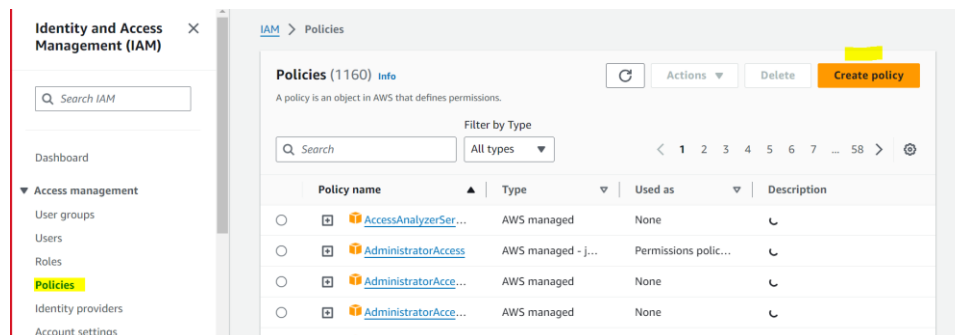 Identity and Access
Management (IAM)
Search IAM
Dashboard
Access management
User groups
Users
Roles
Policies
Identity providers
Account settings
IAM > Policies
Policies (1160) Info
A policy is an object in AWS that defines permissions.
Actions Delete Create policy
Filter by Type
Search All types 1 2 3 4 5 6 7 ... 58
Policy name Type Used as Description
AccessAnalyzerSer... AWS managed None
AdministratorAccess AWS managed - j... Permissions polic...
AdministratorAcce... AWS managed None
AdministratorAcce... AWS managed None